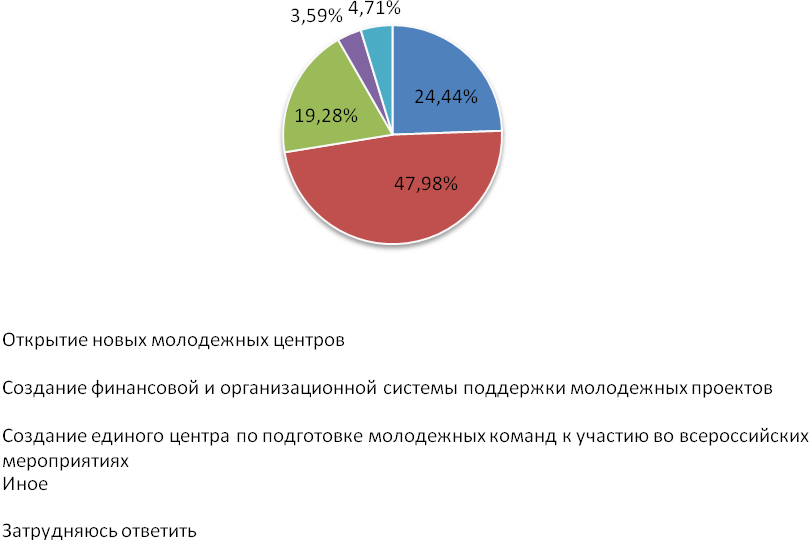 3,59%
4,71%
24,44%
19,28%
47,98%
Открытие новых молодежных центров
Создание финансовой и организационной системы поддержки молодежных проектов
Создание единого центра по подготовке молодежных команд к участию во всероссийских
мероприятиях
Иное
Затрудняюсь ответить